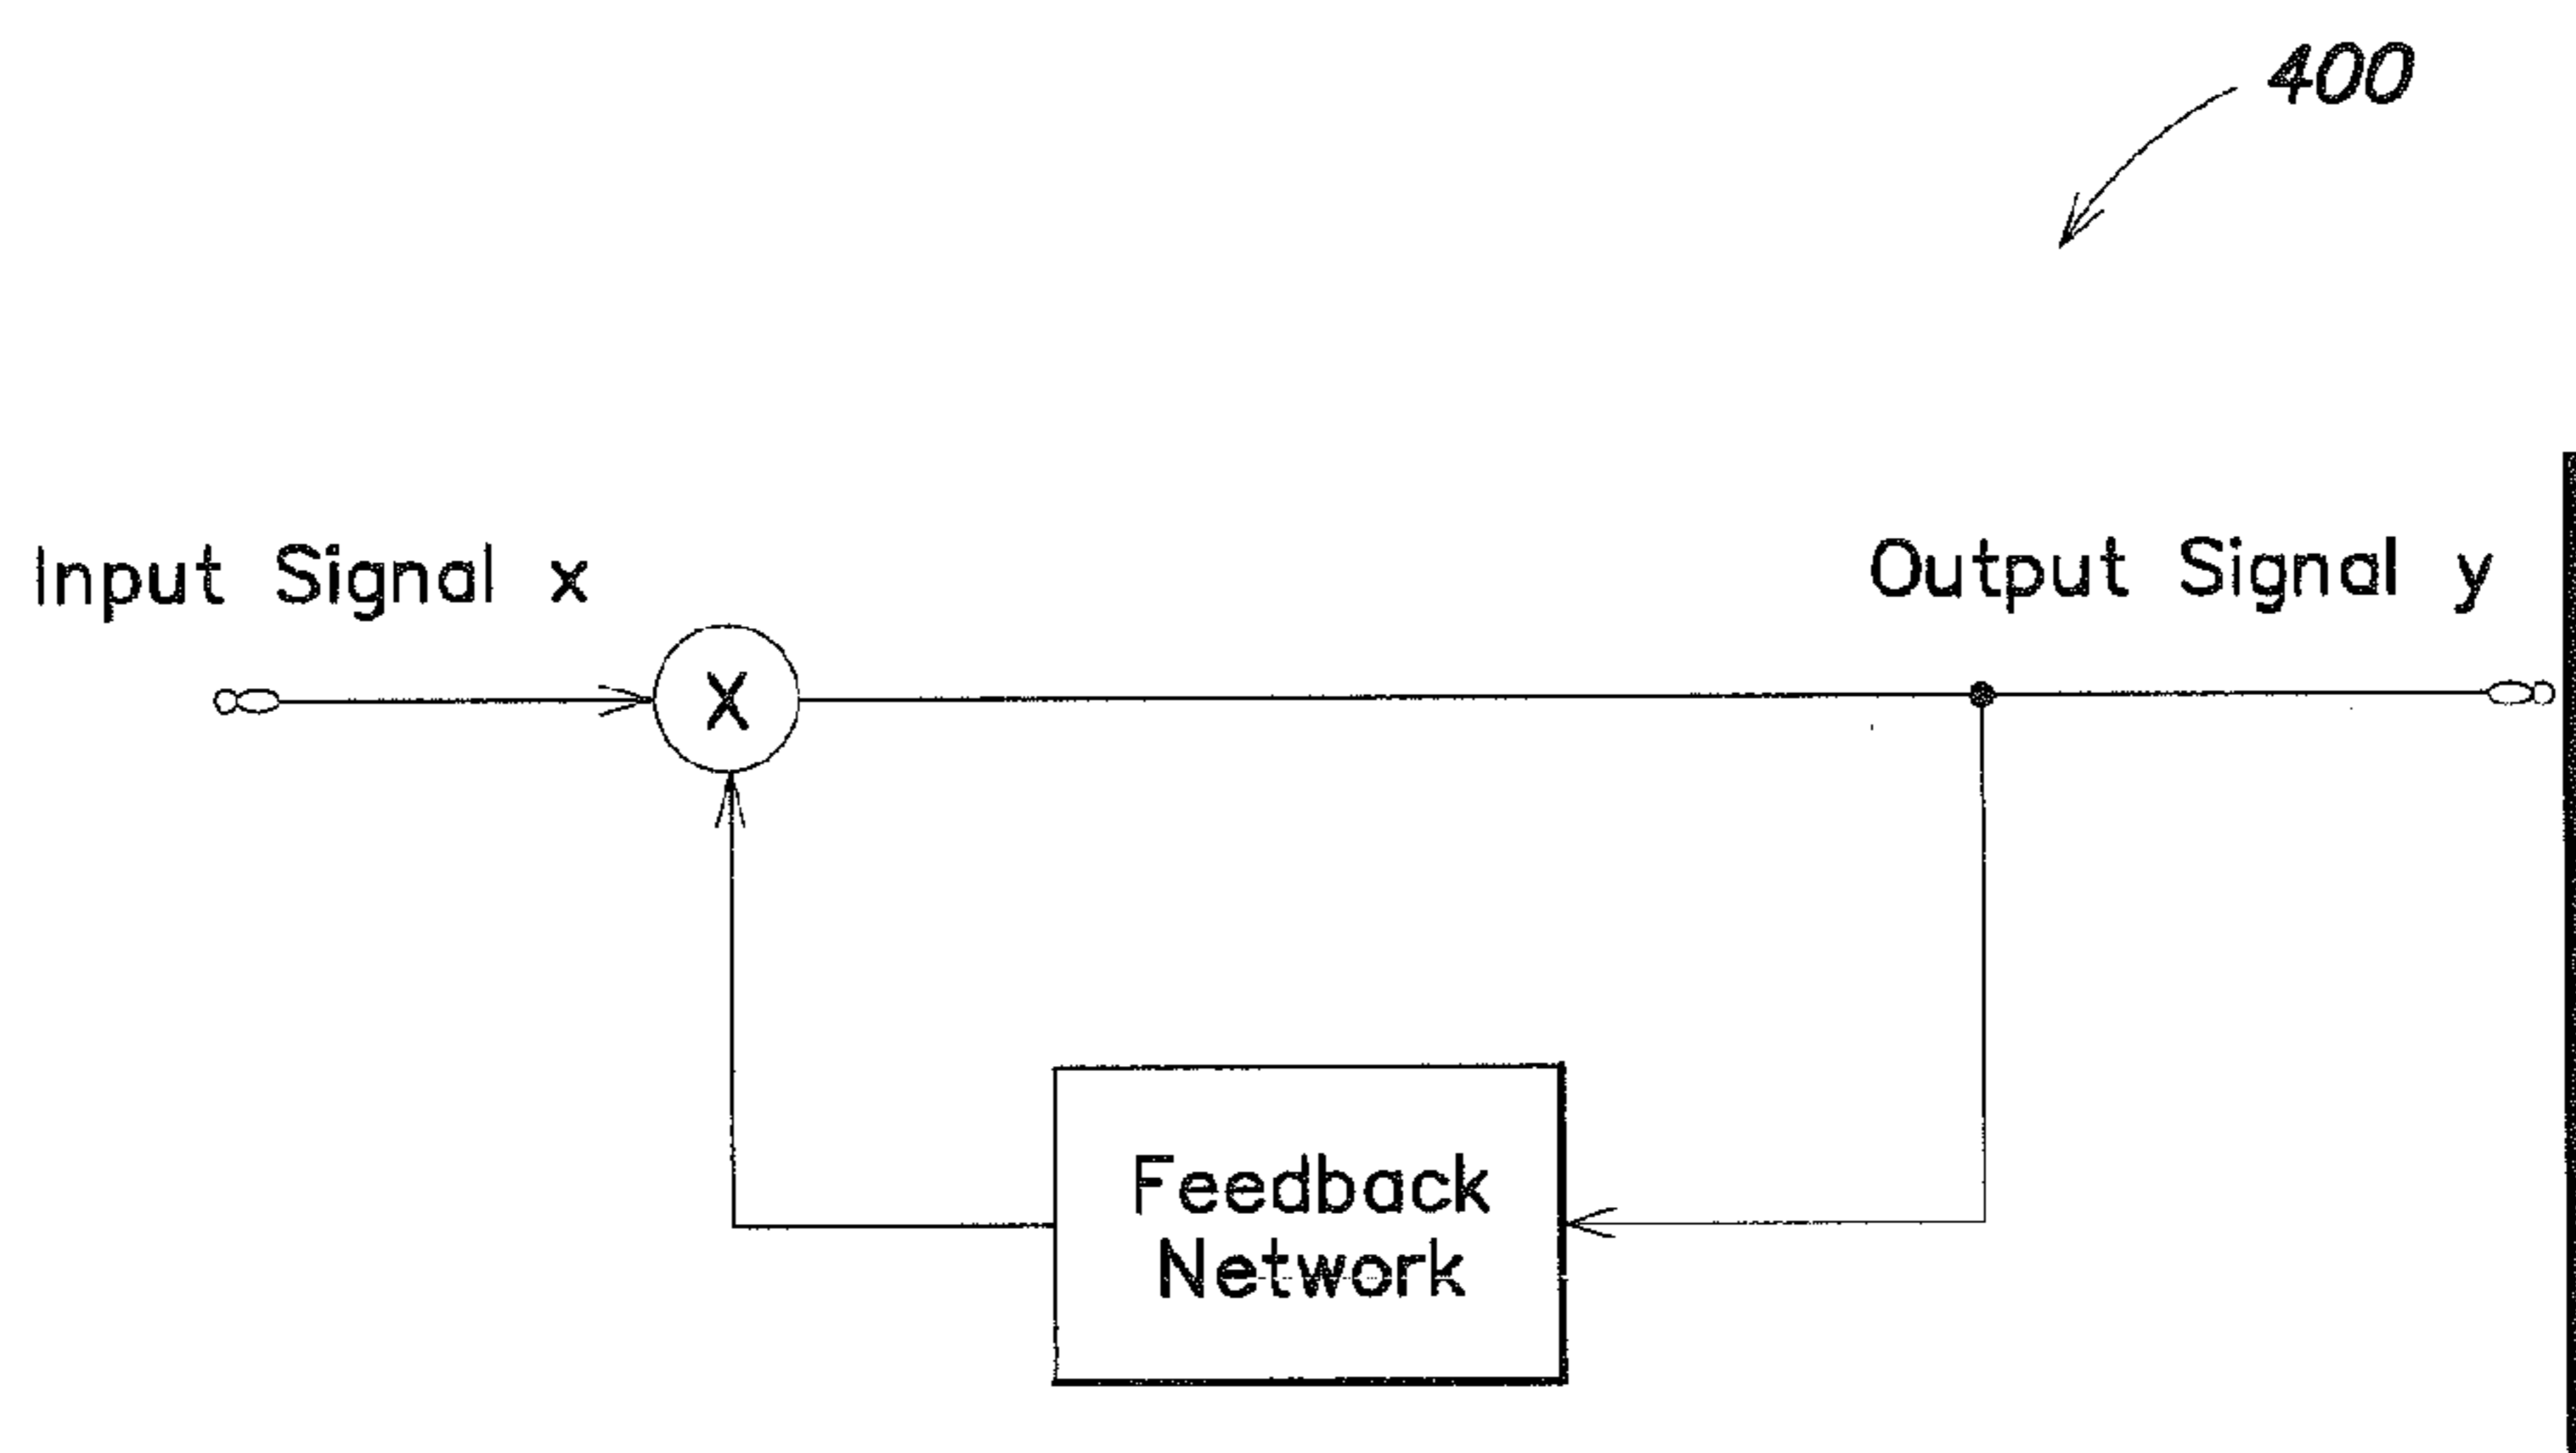 400
Input Signal x
Output Signal y
X
Feedback
Network